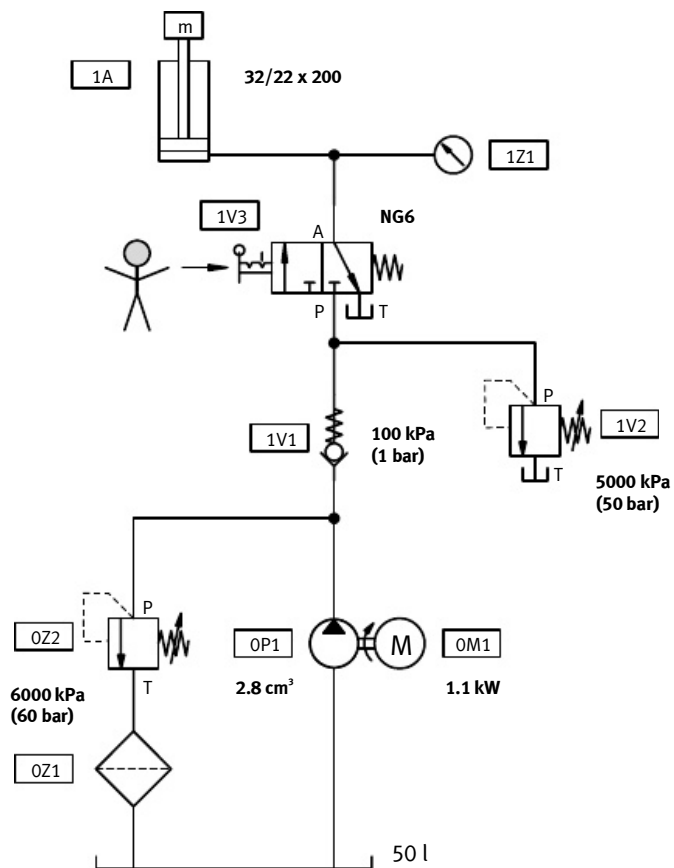 m
1A
32/22 x 200
1Z1
1V3
NG6
A
P
T
P
1V1
100 kPa
(1 bar)
1V2
T
5000 kPa
(50 bar)
P
0Z2
0P1
M
0M1
T
6000 kPa
(60 bar)
2.8 cm³
1.1 kW
0Z1
50 l